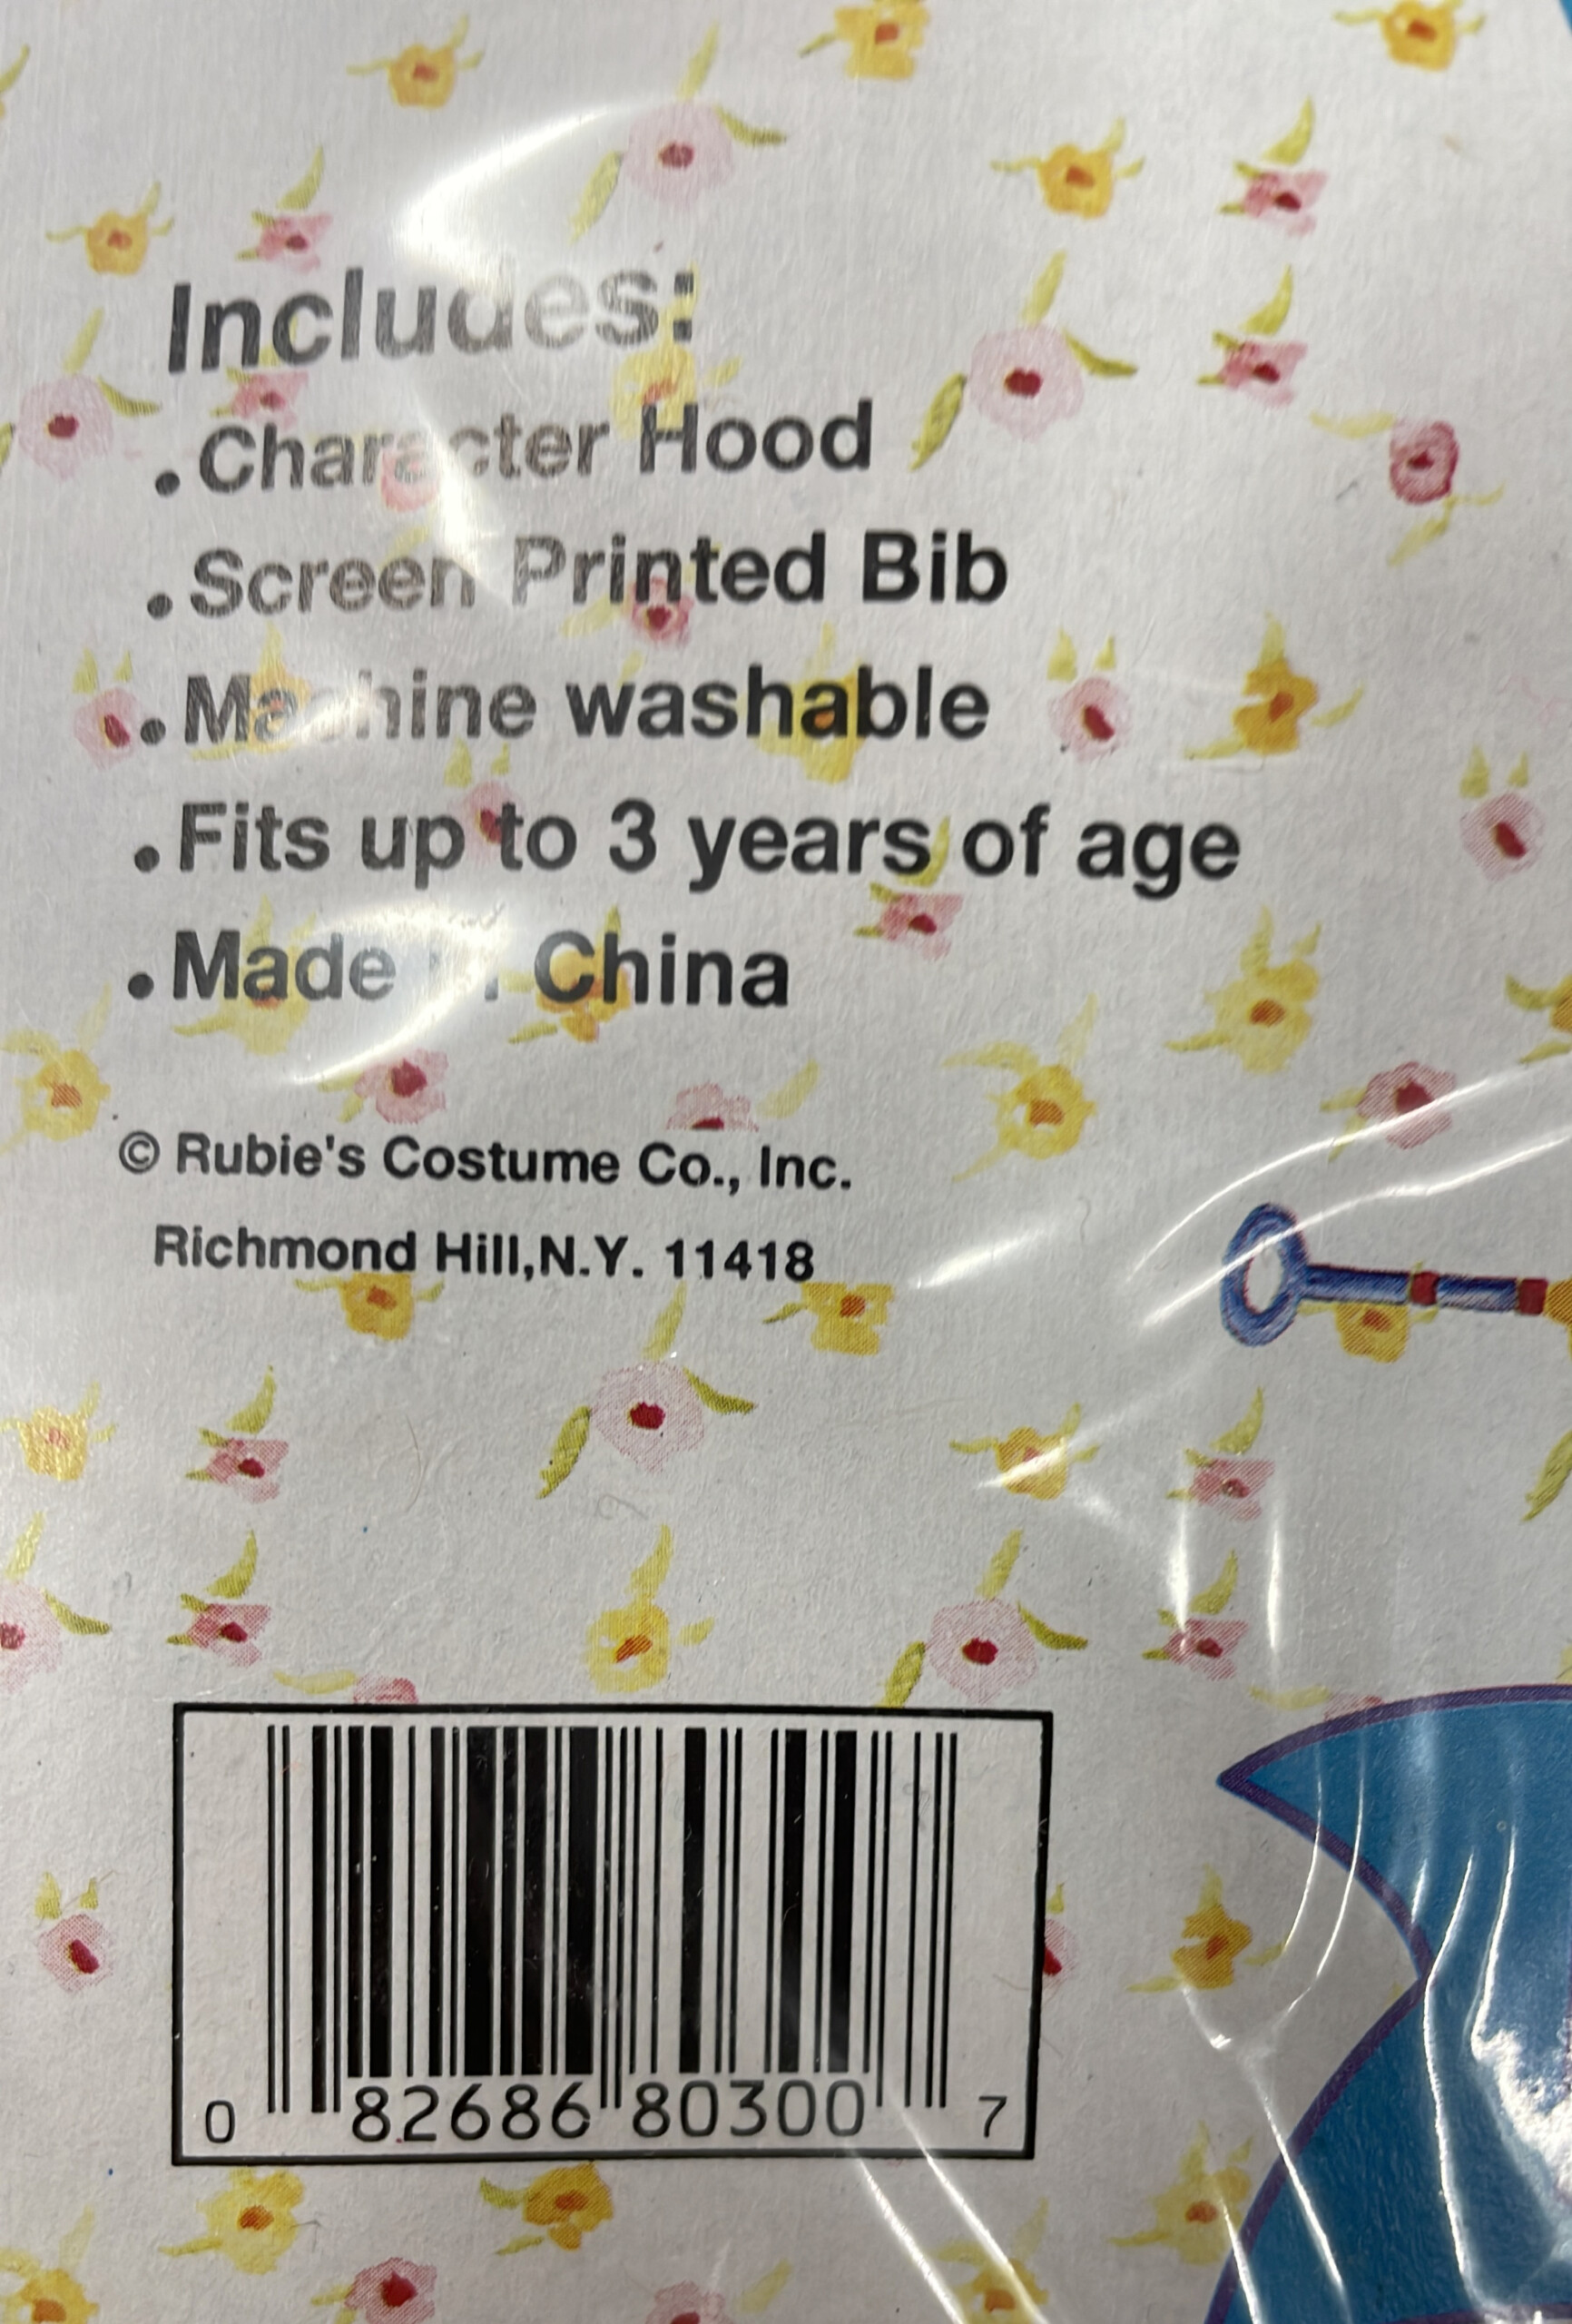 Includes:
• Character Hood
• Screen Printed Bib
• Machine washable
• Fits up to 3 years of age
• Made in China
© Rubie's Costume Co., Inc.
Richmond Hill,N.Y. 11418
0 82686 80300 7